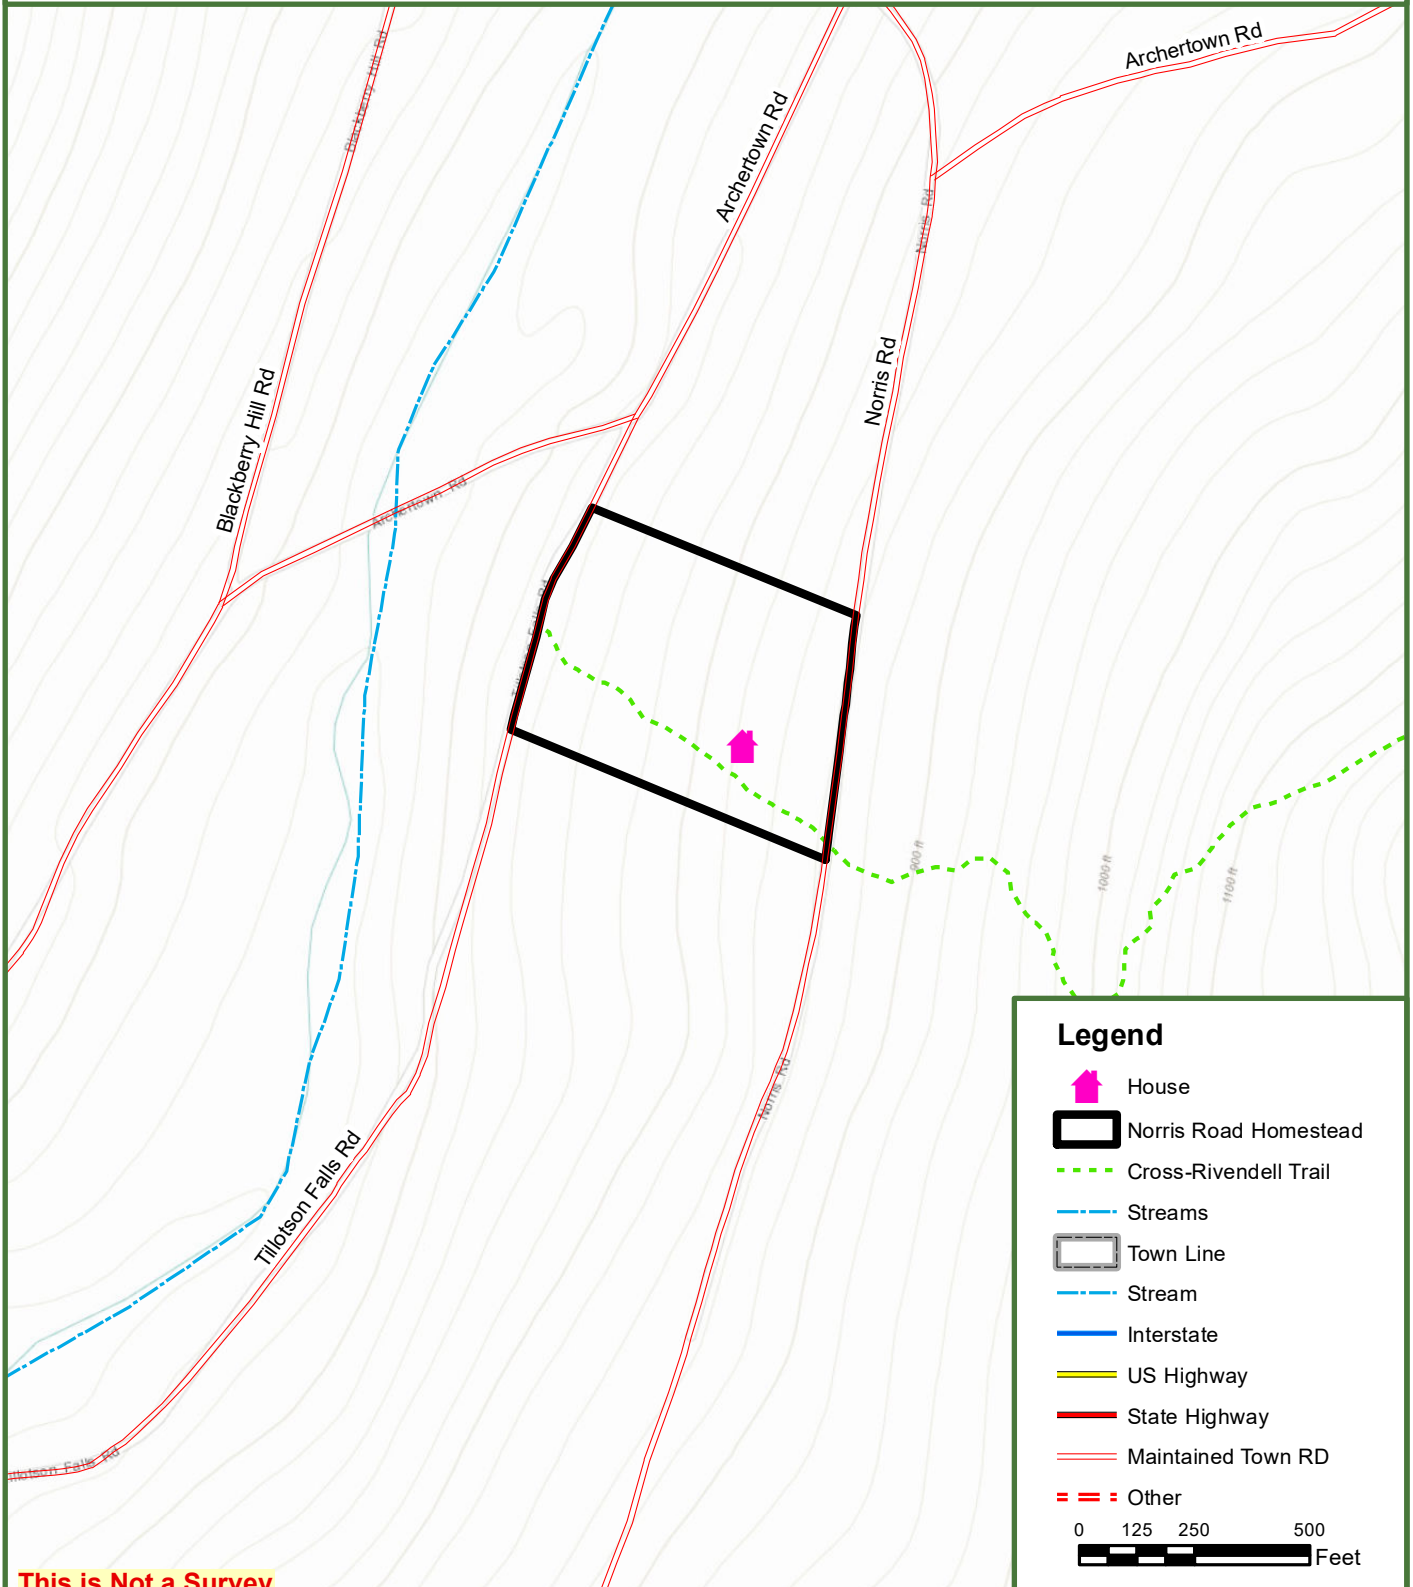 Archertown Rd
Blackberry Hill Rd
Archertown Rd
Norris Rd
Norris Rd
Blackberry Hill Rd
Archertown Rd
Tillotson Falls Rd
900 ft
1000 ft
1100 ft
Norris Rd
Tillotson Falls Rd
Tillotson Falls Rd
This is Not a Survey
Legend
House
Norris Road Homestead
Cross-Rivendell Trail
Streams
Town Line
Stream
Interstate
US Highway
State Highway
Maintained Town RD
Other
0 125 250 500
Feet